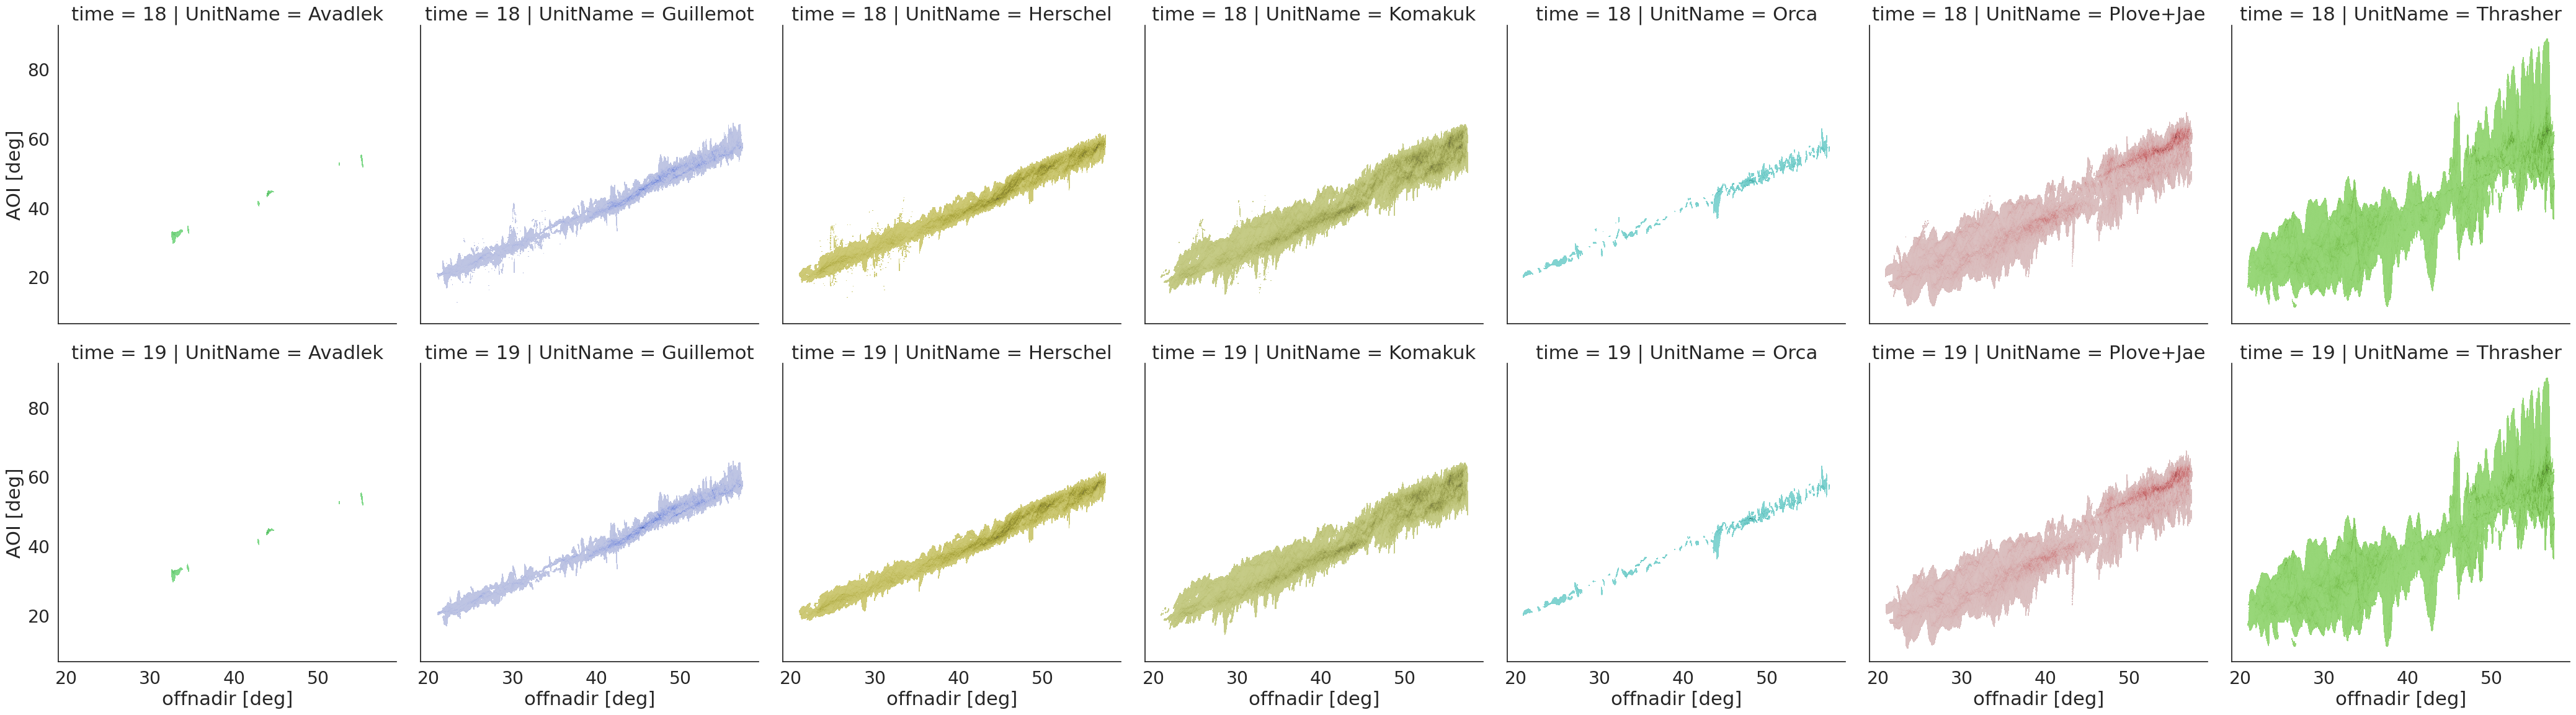 time = 18 | UnitName = Avadlek
time = 18 | UnitName = Guillemot
time = 18 | UnitName = Herschel
time = 18 | UnitName = Komakuk
time = 18 | UnitName = Orca
time = 18 | UnitName = Plove+Jae
time = 18 | UnitName = Thrasher
80
60
40
20
AOI [deg]
time = 19 | UnitName = Avadlek
time = 19 | UnitName = Guillemot
time = 19 | UnitName = Herschel
time = 19 | UnitName = Komakuk
time = 19 | UnitName = Orca
time = 19 | UnitName = Plove+Jae
time = 19 | UnitName = Thrasher
80
60
40
20
AOI [deg]
20 30 40 50
20 30 40 50
20 30 40 50
20 30 40 50
20 30 40 50
20 30 40 50
20 30 40 50
offnadir [deg]
offnadir [deg]
offnadir [deg]
offnadir [deg]
offnadir [deg]
offnadir [deg]
offnadir [deg]